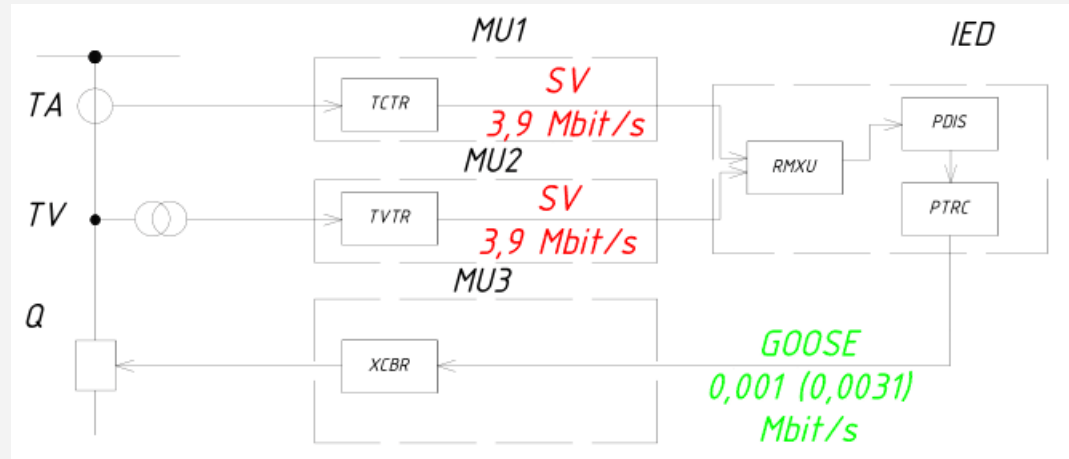 MU1
IED
TA
TCTR
SV
3,9 Mbit/s
PDIS
RMXU
MU2
TV
TVTR
SV
3,9 Mbit/s
PTRC
MU3
Q
XCBR
GOOSE
0,001 (0,0031)
Mbit/s